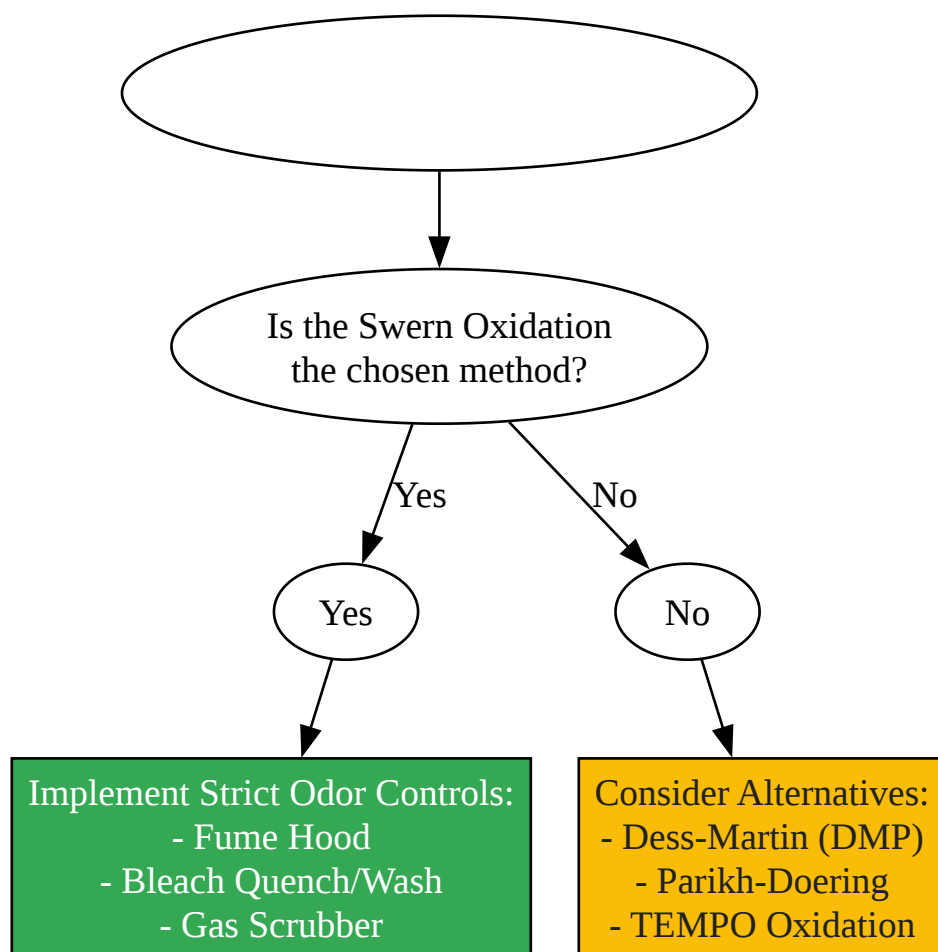 Is the Swern Oxidation
the chosen method?
Yes
No
Yes
No
Implement Strict Odor Controls:
- Fume Hood
- Bleach Quench/Wash
- Gas Scrubber
Consider Alternatives:
- Dess-Martin (DMP)
- Parikh-Doering
- TEMPO Oxidation